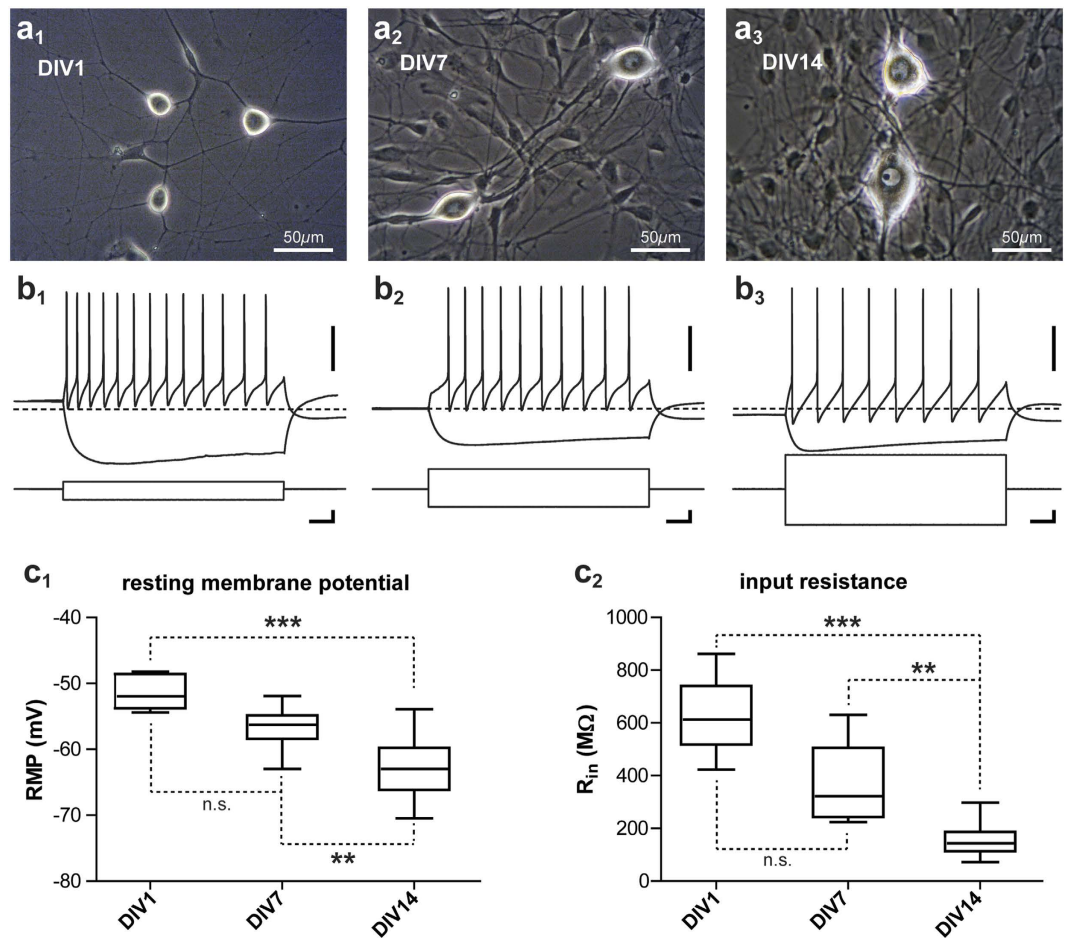 a1
DIV1
50µm
a2
DIV7
50µm
a3
DIV14
50µm
b1
b2
b3
c1
resting membrane potential
-40
-50
-60
-70
-80
RMP (mV)
***
n.s.
**
DIV1
DIV7
DIV14
c2
input resistance
1000
800
600
400
200
0
Rin (MΩ)
***
**
n.s.
DIV1
DIV7
DIV14